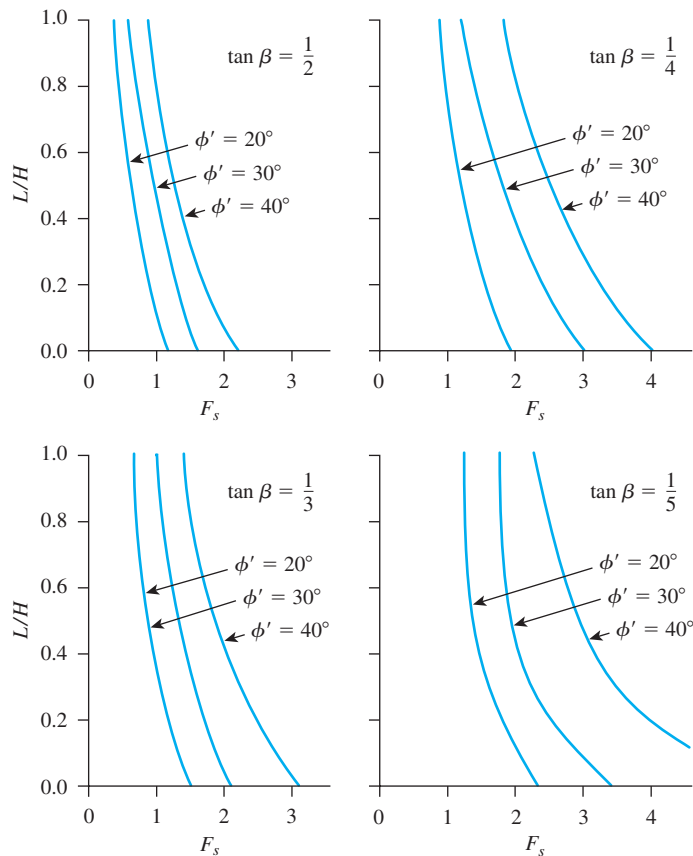 1.0
0.8
0.6
0.4
0.2
0.0
L/H
tan β = 1/2
ϕ′ = 20°
ϕ′ = 30°
ϕ′ = 40°
0 1 2 3
F_s
tan β = 1/4
ϕ′ = 20°
ϕ′ = 30°
ϕ′ = 40°
0 1 2 3 4
F_s
1.0
0.8
0.6
0.4
0.2
0.0
L/H
tan β = 1/3
ϕ′ = 20°
ϕ′ = 30°
ϕ′ = 40°
0 1 2 3
F_s
tan β = 1/5
ϕ′ = 20°
ϕ′ = 30°
ϕ′ = 40°
0 1 2 3 4
F_s